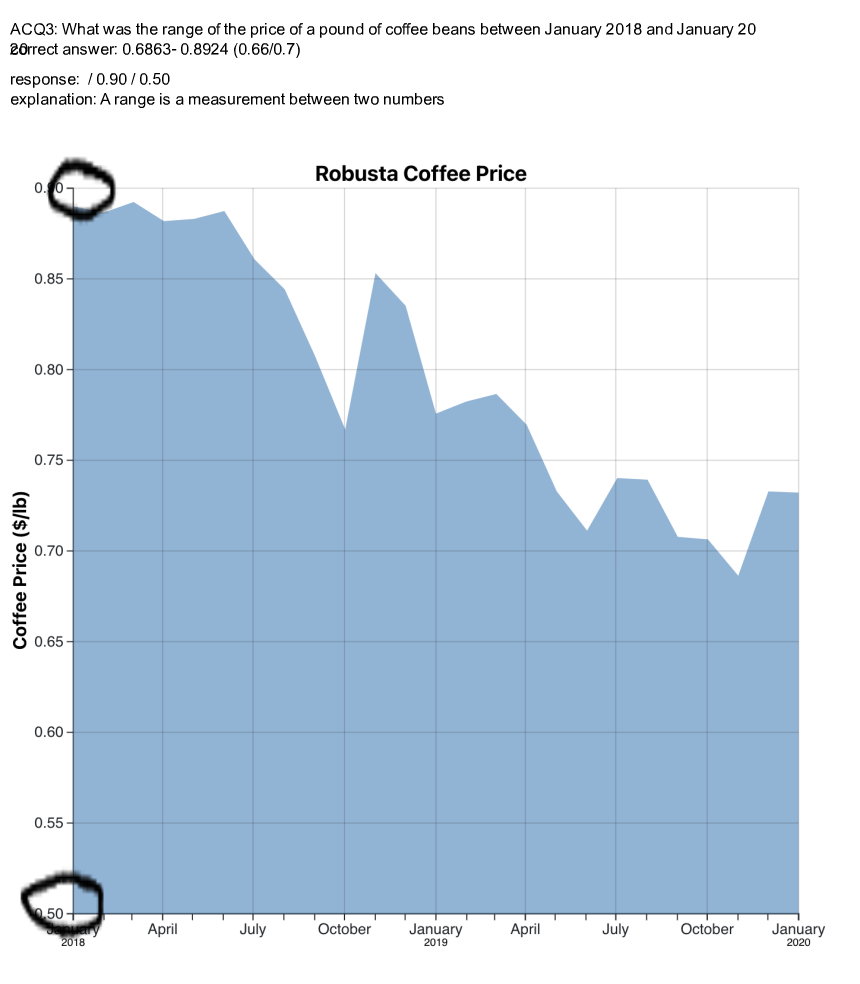 ACQ3: What was the range of the price of a pound of coffee beans between January 2018 and January 20
20
correct answer: 0.6863- 0.8924 (0.66/0.7)
response:  / 0.90 / 0.50
explanation: A range is a measurement between two numbers
Robusta Coffee Price
0.90
0.85
0.80
0.75
0.70
0.65
0.60
0.55
0.50
Coffee Price ($/lb)
January April July October January April July October January
2018 2019 2020